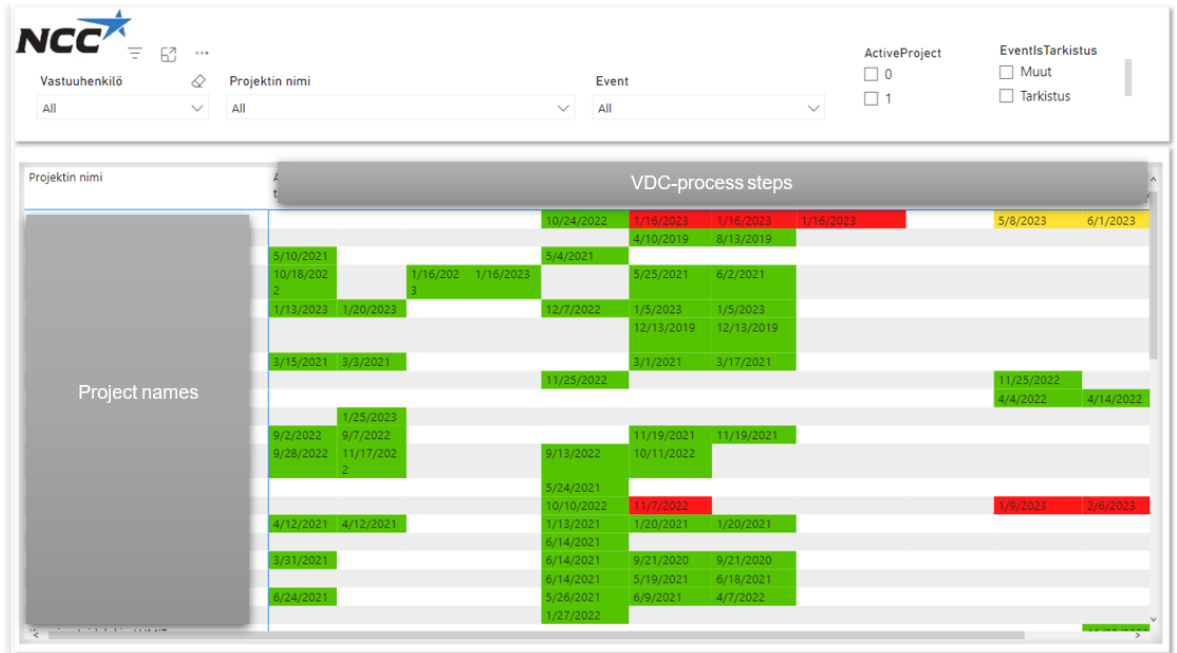 NCC
ActiveProject
EventIsTarkistus
Vastuuhenkilö Projektin nimi Event
0
Muut
All All All
1
Tarkistus
Projektin nimi
VDC-process steps
10/24/2022 1/16/2023 1/16/2023 1/16/2023 5/8/2023 6/1/2023
4/10/2019 8/13/2019
5/10/2021 5/4/2021
10/18/202 1/16/202 1/16/2023 5/25/2021 6/2/2021
2 3
1/13/2023 1/20/2023 12/7/2022 1/5/2023 1/5/2023
12/13/2019 12/13/2019
3/15/2021 3/3/2021 3/1/2021 3/17/2021
11/25/2022 11/25/2022
Project names
4/4/2022 4/14/2022
1/25/2023
9/2/2022 9/7/2022 11/19/2021 11/19/2021
9/28/2022 11/17/202 9/13/2022 10/11/2022
2
5/24/2021
10/10/2022 11/7/2022 1/9/2023 2/6/2023
4/12/2021 4/12/2021 1/13/2021 1/20/2021 1/20/2021
6/14/2021
3/31/2021 6/14/2021 9/21/2020 9/21/2020
6/14/2021 5/19/2021 6/18/2021
6/24/2021 5/26/2021 6/9/2021 4/7/2022
1/27/2022